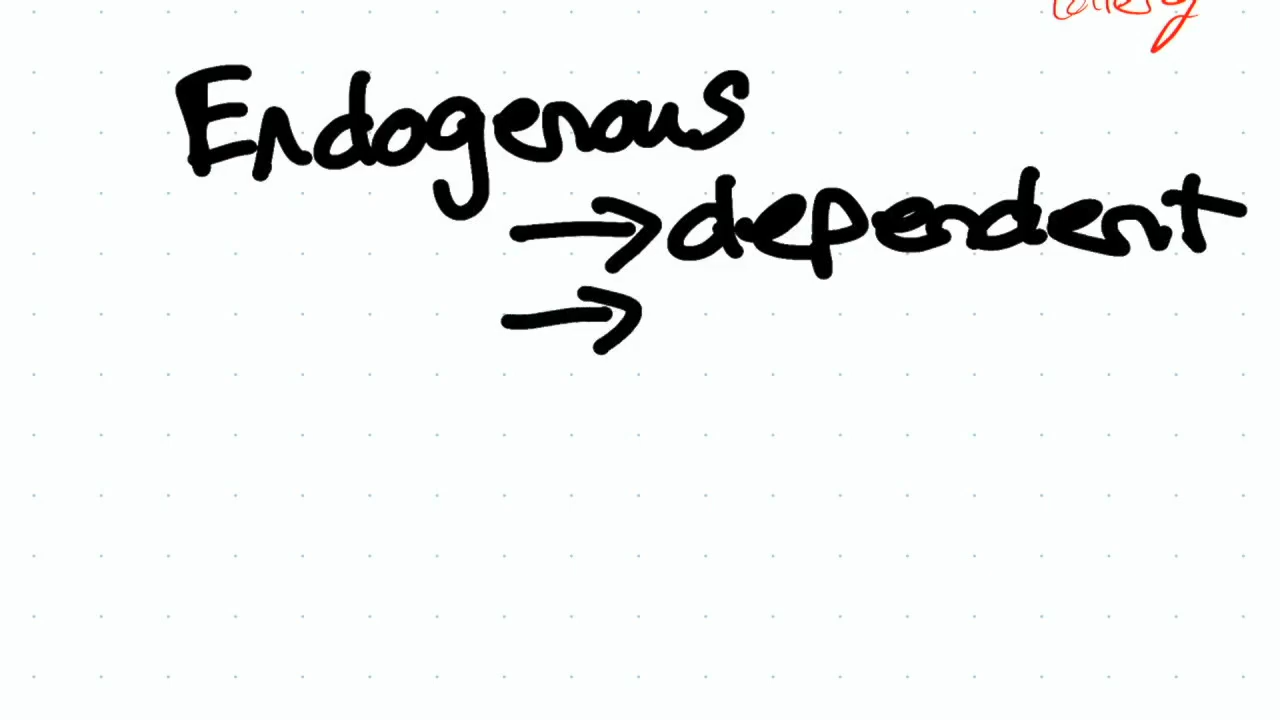 Endogenous
→ dependent
→